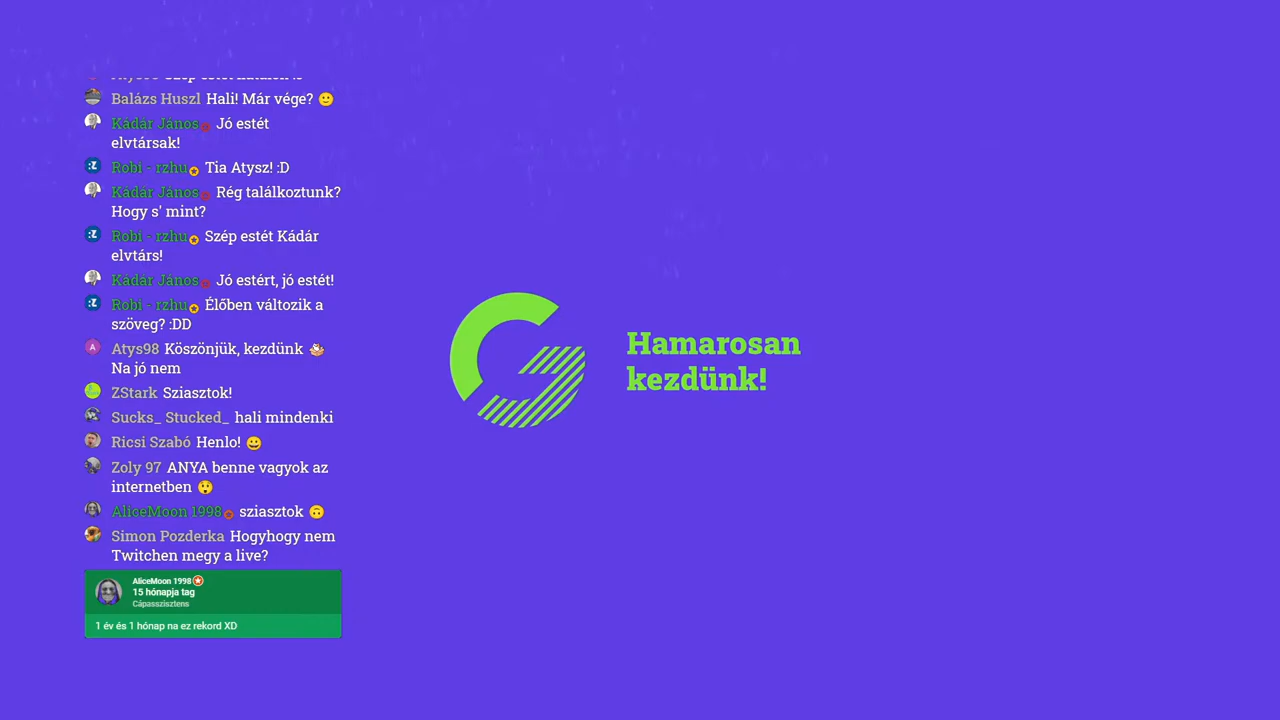 Balázs Huszl Hali! Már vége? 🙂
Kádár János Jó estét
elvtársak!
:Z Robi - rzhu Tia Atysz! :D
Kádár János Rég találkoztunk?
Hogy s' mint?
:Z Robi - rzhu Szép estét Kádár
elvtárs!
Kádár János Jó estért, jó estét!
:Z Robi - rzhu Élőben változik a
szöveg? :DD
A Atys98 Köszönjük, kezdünk
Na jó nem
ZStark Sziasztok!
Sucks_ Stucked_ hali mindenki
Ricsi Szabó Henlo! 😀
Zoly 97 ANYA benne vagyok az
internetben 😲
AliceMoon 1998 sziasztok 🙃
Simon Pozderka Hogyhogy nem
Twitchen megy a live?
AliceMoon 1998
15 hónapja tag
Cápasszisztens
1 év és 1 hónap na ez rekord XD
Hamarosan
kezdünk!